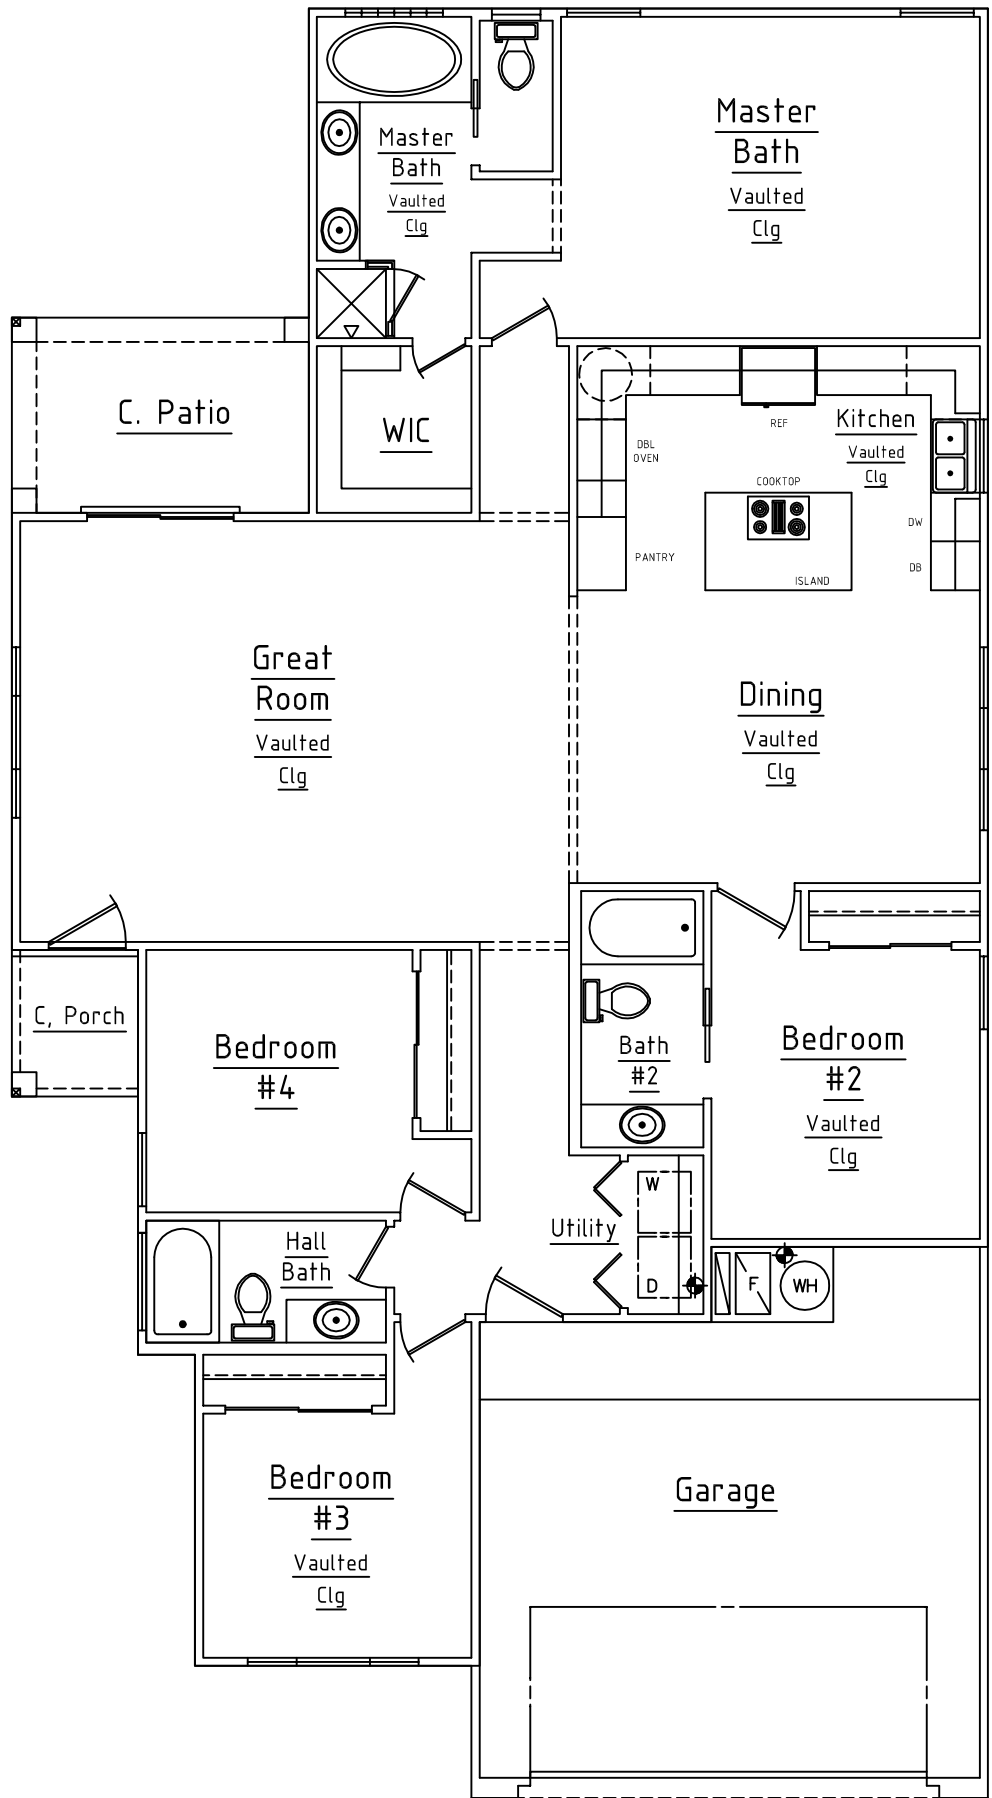 Master
Bath
Vaulted
Clg
Master
Bath
Vaulted
Clg
C. Patio
WIC
REF
Kitchen
Vaulted
Clg
DBL
OVEN
COOKTOP
DW
PANTRY
DB
ISLAND
Great
Room
Vaulted
Clg
Dining
Vaulted
Clg
C, Porch
Bedroom
#4
Bath
#2
Bedroom
#2
Vaulted
Clg
W
Utility
D
F
WH
Hall
Bath
Bedroom
#3
Vaulted
Clg
Garage